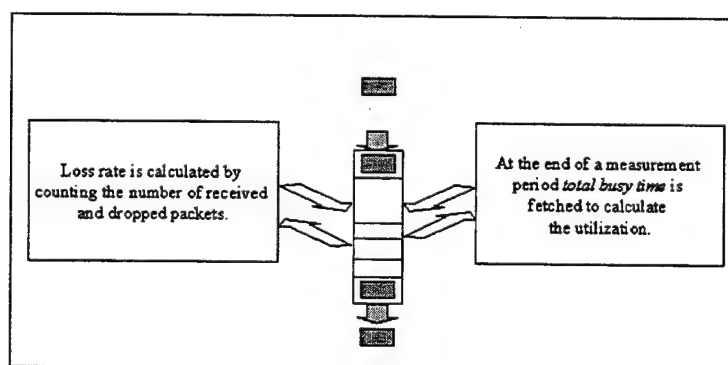 Loss rate is calculated by
counting the number of received
and dropped packets.
At the end of a measurement
period total busy time is
fetched to calculate
the utilization.